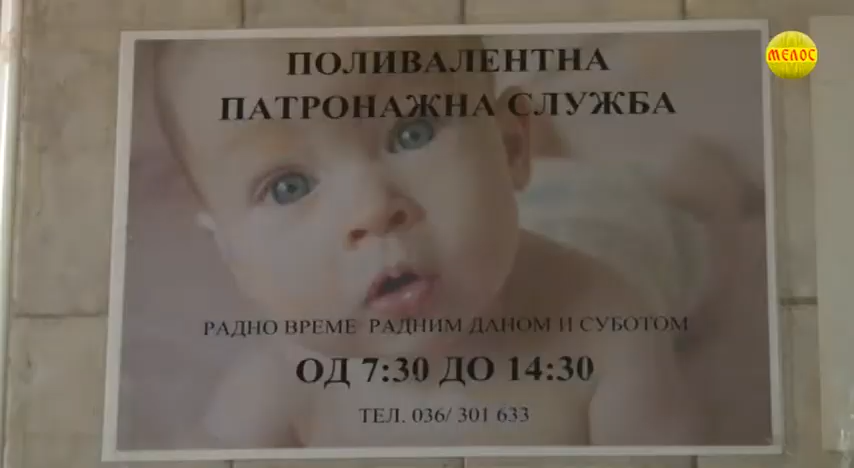 МЕЛОС
ПОЛИВАЛЕНТНА
ПАТРОНАЖНА СЛУЖБА
РАДНО ВРЕМЕ РАДНИМ ДАНОМ И СУБОТОМ
ОД 7:30 ДО 14:30
ТЕЛ. 036/ 301 633